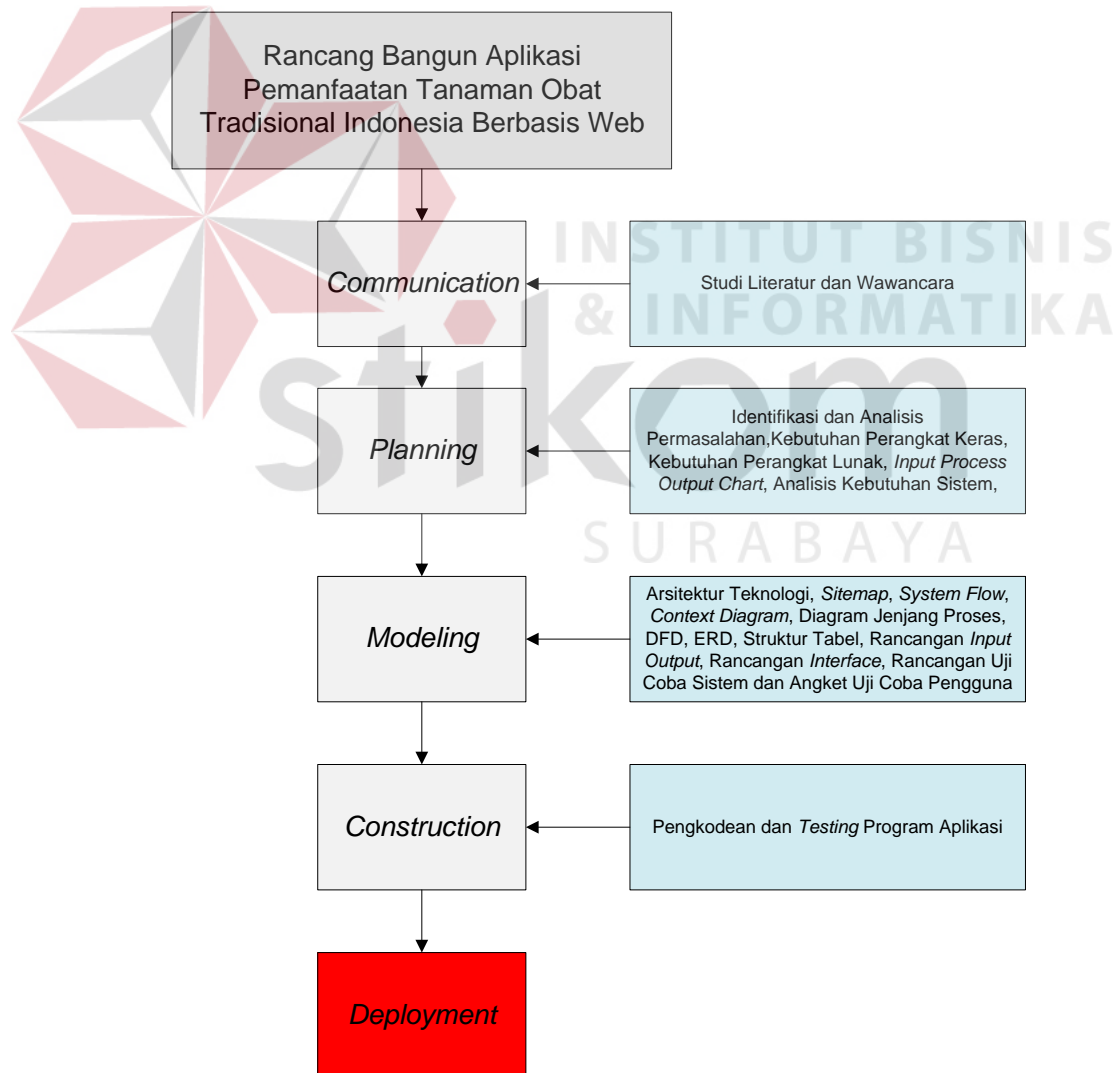 Rancang Bangun Aplikasi
Pemanfaatan Tanaman Obat
Tradisional Indonesia Berbasis Web
Communication
Studi Literatur dan Wawancara
INSTITUT BISNIS
& INFORMATIKA
stikom
SURABAYA
Planning
Identifikasi dan Analisis
Permasalahan,Kebutuhan Perangkat Keras,
Kebutuhan Perangkat Lunak, Input Process
Output Chart, Analisis Kebutuhan Sistem,
Modeling
Arsitektur Teknologi, Sitemap, System Flow,
Context Diagram, Diagram Jenjang Proses,
DFD, ERD, Struktur Tabel, Rancangan Input
Output, Rancangan Interface, Rancangan Uji
Coba Sistem dan Angket Uji Coba Pengguna
Construction
Pengkodean dan Testing Program Aplikasi
Deployment